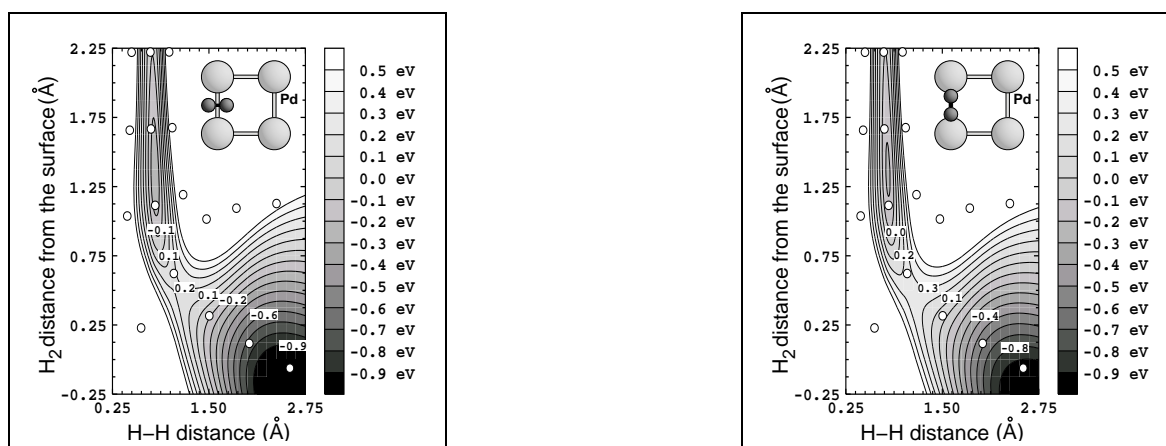 H2 distance from the surface (Å)
2.25
1.75
1.25
0.75
0.25
-0.25
0.25
1.50
2.75
H-H distance (Å)
Pd
-0.1
0.1
0.2
0.1
-0.2
-0.6
-0.9
0.5 eV
0.4 eV
0.3 eV
0.2 eV
0.1 eV
0.0 eV
-0.1 eV
-0.2 eV
-0.3 eV
-0.4 eV
-0.5 eV
-0.6 eV
-0.7 eV
-0.8 eV
-0.9 eV
H2 distance from the surface (Å)
2.25
1.75
1.25
0.75
0.25
-0.25
0.25
1.50
2.75
H-H distance (Å)
Pd
0.0
0.2
0.3
0.1
-0.4
-0.8
0.5 eV
0.4 eV
0.3 eV
0.2 eV
0.1 eV
0.0 eV
-0.1 eV
-0.2 eV
-0.3 eV
-0.4 eV
-0.5 eV
-0.6 eV
-0.7 eV
-0.8 eV
-0.9 eV